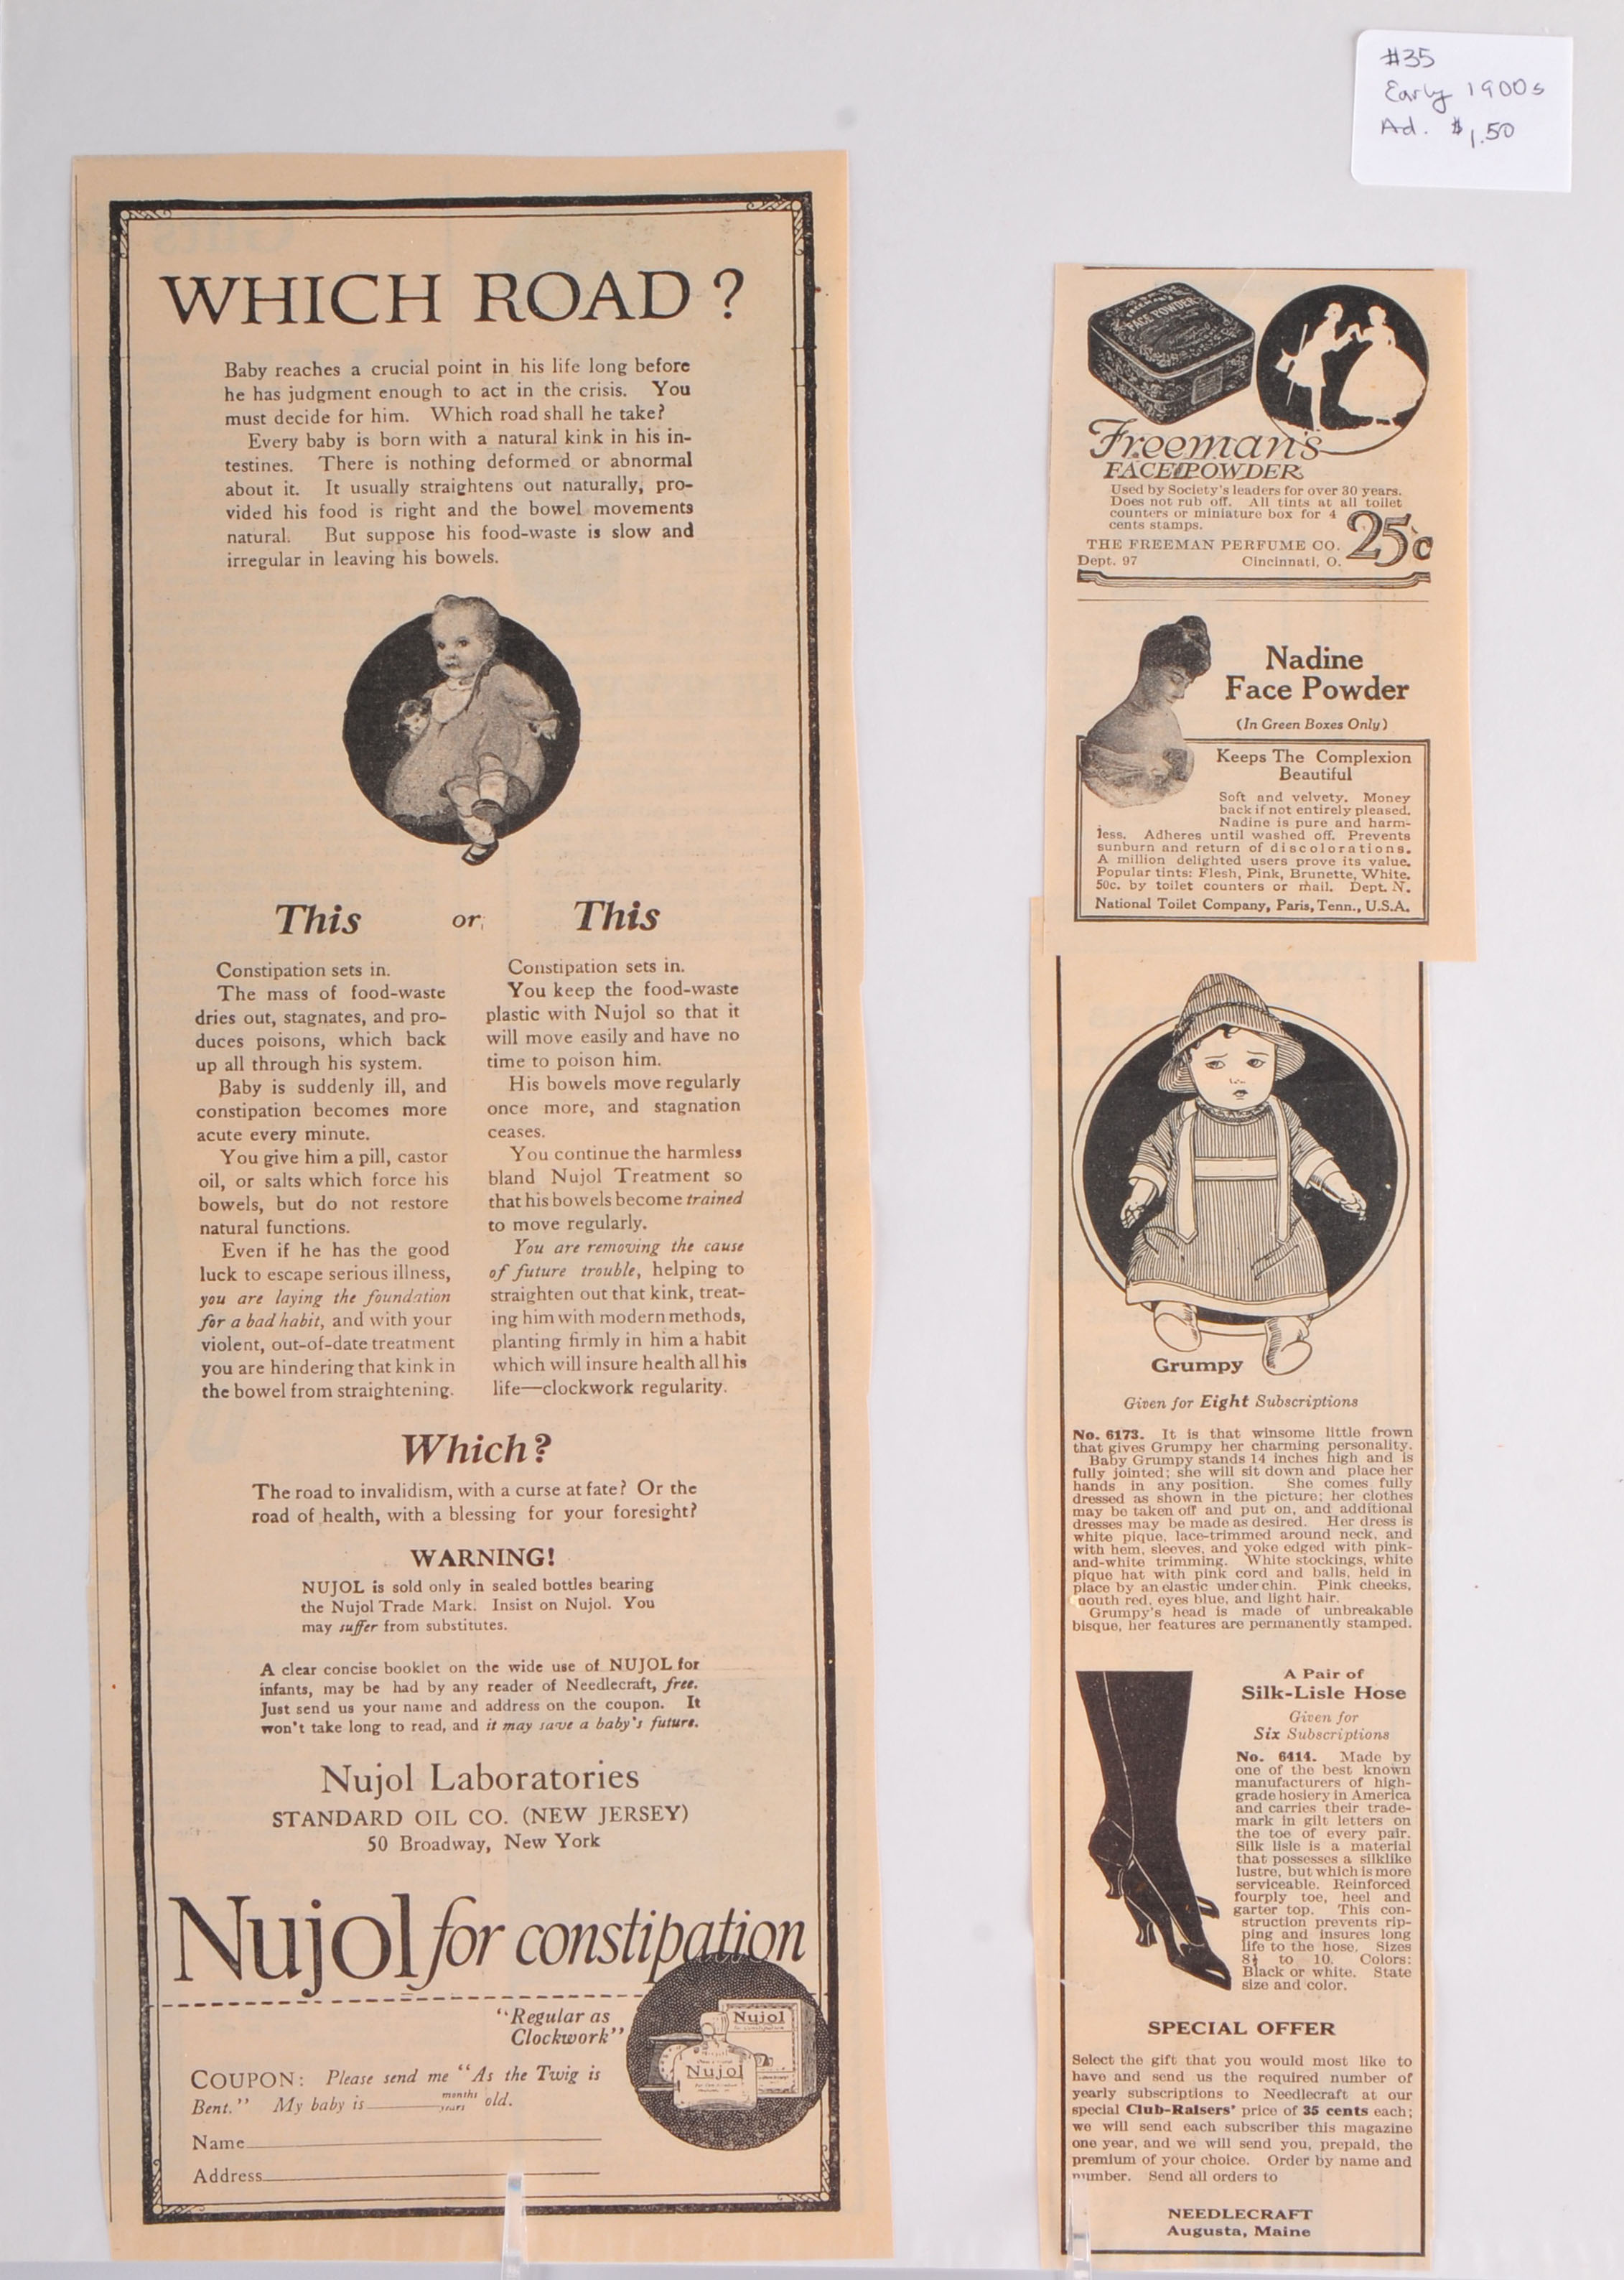 #35
Early 1900s
Ad. $1.50
WHICH ROAD?
Baby reaches a crucial point in his life long before
he has judgment enough to act in the crisis. You
must decide for him. Which road shall he take?
Every baby is born with a natural kink in his in-
testines. There is nothing deformed or abnormal
about it. It usually straightens out naturally, pro-
vided his food is right and the bowel movements
natural. But suppose his food-waste is slow and
irregular in leaving his bowels.
This or This
Constipation sets in.
The mass of food-waste
dries out, stagnates, and pro-
duces poisons, which back
up all through his system.
Baby is suddenly ill, and
constipation becomes more
acute every minute.
You give him a pill, castor
oil, or salts which force his
bowels, but do not restore
natural functions.
Even if he has the good
luck to escape serious illness,
you are laying the foundation
for a bad habit, and with your
violent, out-of-date treatment
you are hindering that kink in
the bowel from straightening.
Constipation sets in.
You keep the food-waste
plastic with Nujol so that it
will move easily and have no
time to poison him.
His bowels move regularly
once more, and stagnation
ceases.
You continue the harmless
bland Nujol Treatment so
that his bowels become trained
to move regularly.
You are removing the cause
of future trouble, helping to
straighten out that kink, treat-
ing him with modern methods,
planting firmly in him a habit
which will insure health all his
life—clockwork regularity.
Which?
The road to invalidism, with a curse at fate? Or the
road of health, with a blessing for your foresight?
WARNING!
NUJOL is sold only in sealed bottles bearing
the Nujol Trade Mark. Insist on Nujol. You
may suffer from substitutes.
A clear concise booklet on the wide use of NUJOL for
infants, may be had by any reader of Needlecraft, free.
Just send us your name and address on the coupon. It
won't take long to read, and it may save a baby's future.
Nujol Laboratories
STANDARD OIL CO. (NEW JERSEY)
50 Broadway, New York
Nujol for constipation
"Regular as
Clockwork"
Nujol
Nujol
COUPON: Please send me "As the Twig is
Bent." My baby is months years old.
Name
Address
FACE POWDER
Freeman's
FACE POWDER
Used by Society's leaders for over 30 years.
Does not rub off. All tints at all toilet
counters or miniature box for 4
cents stamps.
25c
THE FREEMAN PERFUME CO.
Dept. 97 Cincinnati, O.
Nadine
Face Powder
(In Green Boxes Only)
Keeps The Complexion
Beautiful
Soft and velvety. Money
back if not entirely pleased.
Nadine is pure and harm-
less. Adheres until washed off. Prevents
sunburn and return of discolorations.
A million delighted users prove its value.
Popular tints: Flesh, Pink, Brunette, White.
50c. by toilet counters or mail. Dept. N.
National Toilet Company, Paris, Tenn., U.S.A.
Grumpy
Given for Eight Subscriptions
No. 6173. It is that winsome little frown
that gives Grumpy her charming personality.
Baby Grumpy stands 14 inches high and is
fully jointed; she will sit down and place her
hands in any position. She comes fully
dressed as shown in the picture; her clothes
may be taken off and put on, and additional
dresses may be made as desired. Her dress is
white pique, lace-trimmed around neck, and
with hem, sleeves, and yoke edged with pink-
and-white trimming. White stockings, white
pique hat with pink cord and balls, held in
place by an elastic under chin. Pink cheeks,
mouth red, eyes blue, and light hair.
Grumpy's head is made of unbreakable
bisque, her features are permanently stamped.
A Pair of
Silk-Lisle Hose
Given for
Six Subscriptions
No. 6414. Made by
one of the best known
manufacturers of high-
grade hosiery in America
and carries their trade-
mark in gilt letters on
the toe of every pair.
Silk lisle is a material
that possesses a silklike
lustre, but which is more
serviceable. Reinforced
fourply toe, heel and
garter top. This con-
struction prevents rip-
ping and insures long
life to the hose. Sizes
8½ to 10. Colors:
Black or white. State
size and color.
SPECIAL OFFER
Select the gift that you would most like to
have and send us the required number of
yearly subscriptions to Needlecraft at our
special Club-Raisers' price of 35 cents each;
we will send each subscriber this magazine
one year, and we will send you, prepaid, the
premium of your choice. Order by name and
number. Send all orders to
NEEDLECRAFT
Augusta, Maine